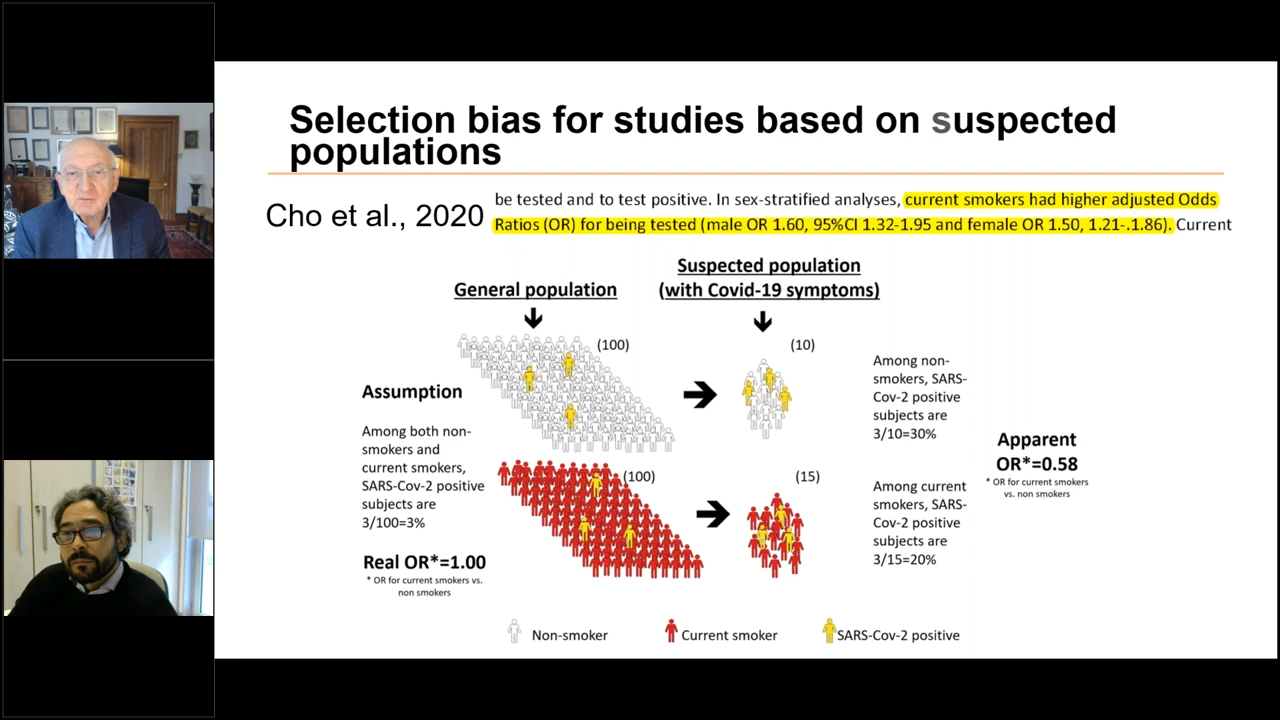 Selection bias for studies based on suspected
populations
Cho et al., 2020
be tested and to test positive. In sex-stratified analyses, current smokers had higher adjusted Odds
Ratios (OR) for being tested (male OR 1.60, 95%CI 1.32-1.95 and female OR 1.50, 1.21-.1.86). Current
General population
Suspected population
(with Covid-19 symptoms)
(100)
(10)
Assumption
Among both non-
smokers and
current smokers,
SARS-Cov-2 positive
subjects are
3/100=3%
Real OR*=1.00
* OR for current smokers vs.
non smokers
Among non-
smokers, SARS-
Cov-2 positive
subjects are
3/10=30%
(100)
(15)
Among current
smokers, SARS-
Cov-2 positive
subjects are
3/15=20%
Apparent
OR*=0.58
* OR for current smokers
vs. non smokers
Non-smoker
Current smoker
SARS-Cov-2 positive